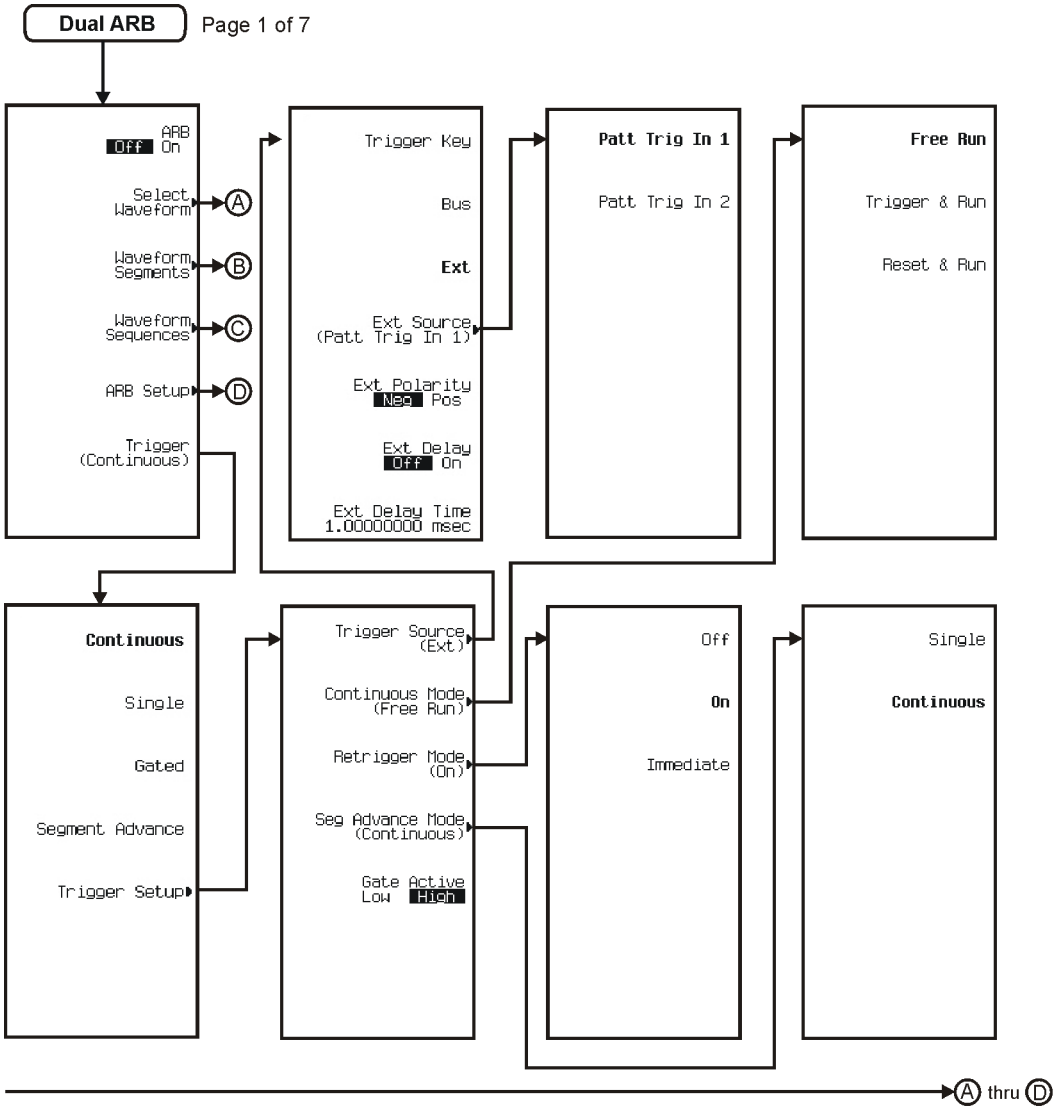 Dual ARB
Page 1 of 7
ARB
Off On
Select
Waveform
A
Waveform
Segments
B
Waveform
Sequences
C
ARB Setup
D
Trigger
(Continuous)
Trigger Key
Bus
Ext
Ext Source
(Patt Trig In 1)
Ext Polarity
Neg Pos
Ext Delay
Off On
Ext Delay Time
1.00000000 msec
Patt Trig In 1
Patt Trig In 2
Free Run
Trigger & Run
Reset & Run
Continuous
Single
Gated
Segment Advance
Trigger Setup
Trigger Source
(Ext)
Continuous Mode
(Free Run)
Retrigger Mode
(On)
Seg Advance Mode
(Continuous)
Gate Active
Low High
Off
On
Immediate
Single
Continuous
A thru D